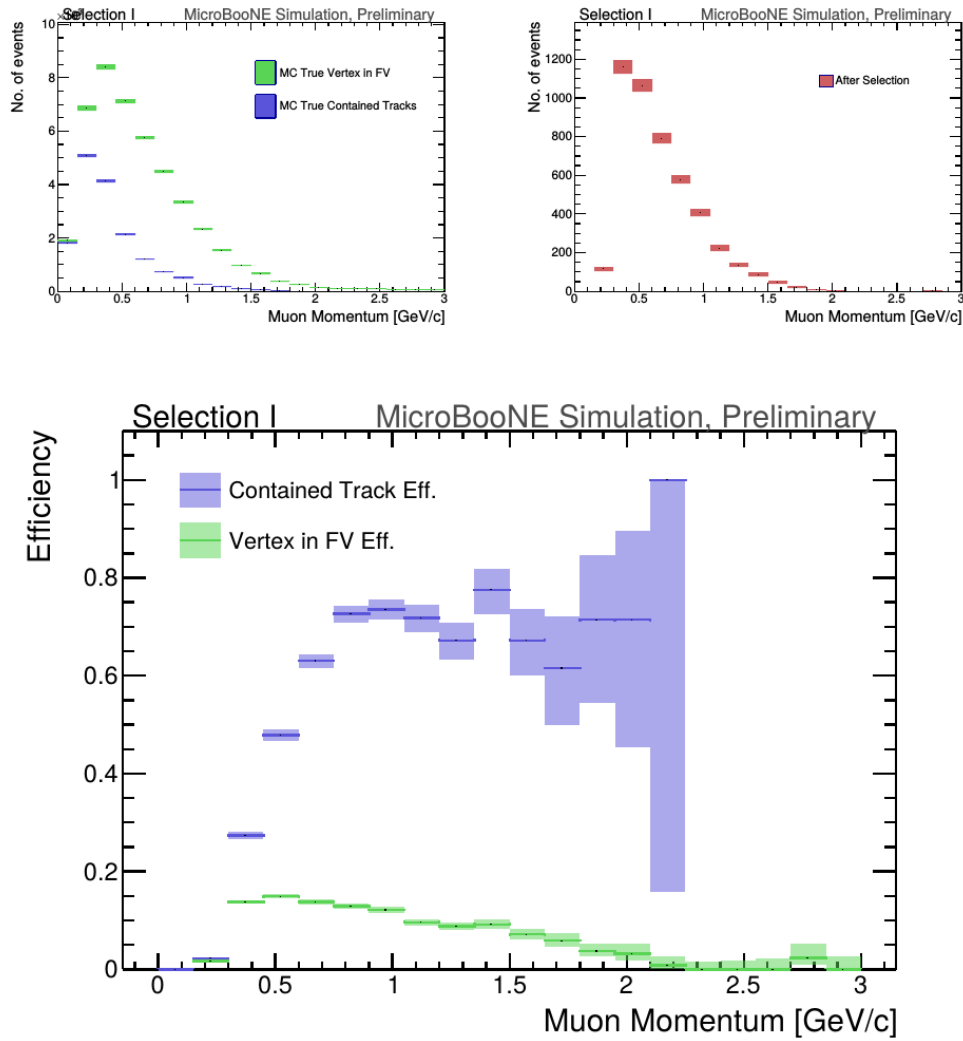 Selection I MicroBooNE Simulation, Preliminary
No. of events
10
8
6
4
2
0
MC True Vertex in FV
MC True Contained Tracks
0 0.5 1 1.5 2 2.5 3
Muon Momentum [GeV/c]
Selection I MicroBooNE Simulation, Preliminary
No. of events
1200
1000
800
600
400
200
0
After Selection
0 0.5 1 1.5 2 2.5 3
Muon Momentum [GeV/c]
Selection I MicroBooNE Simulation, Preliminary
Efficiency
1
0.8
0.6
0.4
0.2
0
Contained Track Eff.
Vertex in FV Eff.
0 0.5 1 1.5 2 2.5 3
Muon Momentum [GeV/c]